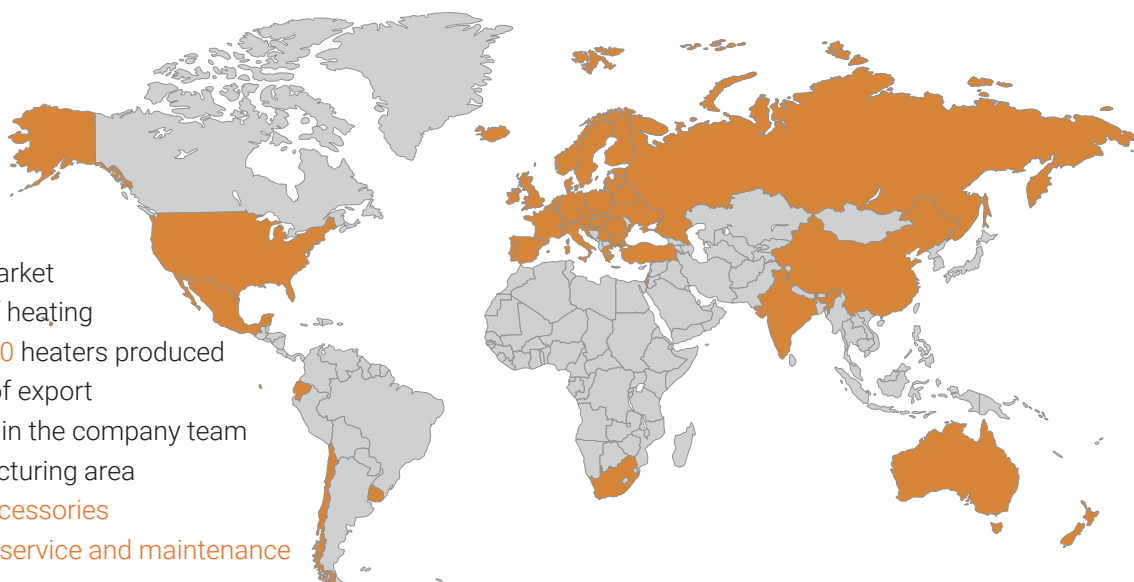 arket
heating
0 heaters produced
of export
in the company team
cturing area
cessories
service and maintenance